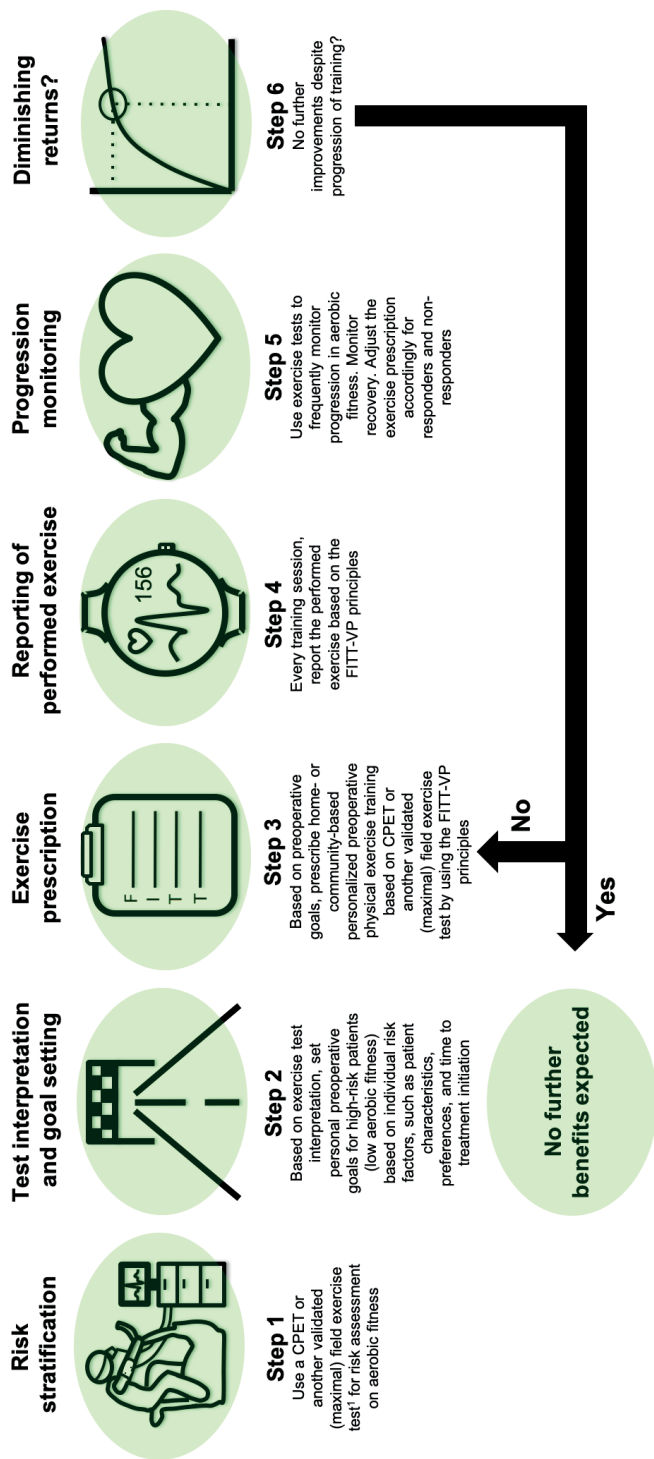 Risk
stratification
Step 1
Use a CPET or
another validated
(maximal) field exercise
test¹ for risk assessment
on aerobic fitness
Test interpretation
and goal setting
Step 2
Based on exercise test
interpretation, set
personal preoperative
goals for high-risk patients
(low aerobic fitness)
based on individual risk
factors, such as patient
characteristics,
preferences, and time to
treatment initiation
Exercise
prescription
F
I
T
T
Step 3
Based on preoperative
goals, prescribe home- or
community-based
personalized preoperative
physical exercise training
based on CPET or
another validated
(maximal) field exercise
test by using the FITT-VP
principles
Reporting of
performed exercise
156
Step 4
Every training session,
report the performed
exercise based on the
FITT-VP principles
Progression
monitoring
Step 5
Use exercise tests to
frequently monitor
progression in aerobic
fitness. Monitor
recovery. Adjust the
exercise prescription
accordingly for
responders and non-
responders
Diminishing
returns?
Step 6
No further
improvements despite
progression of training?
No
Yes
No further
benefits expected